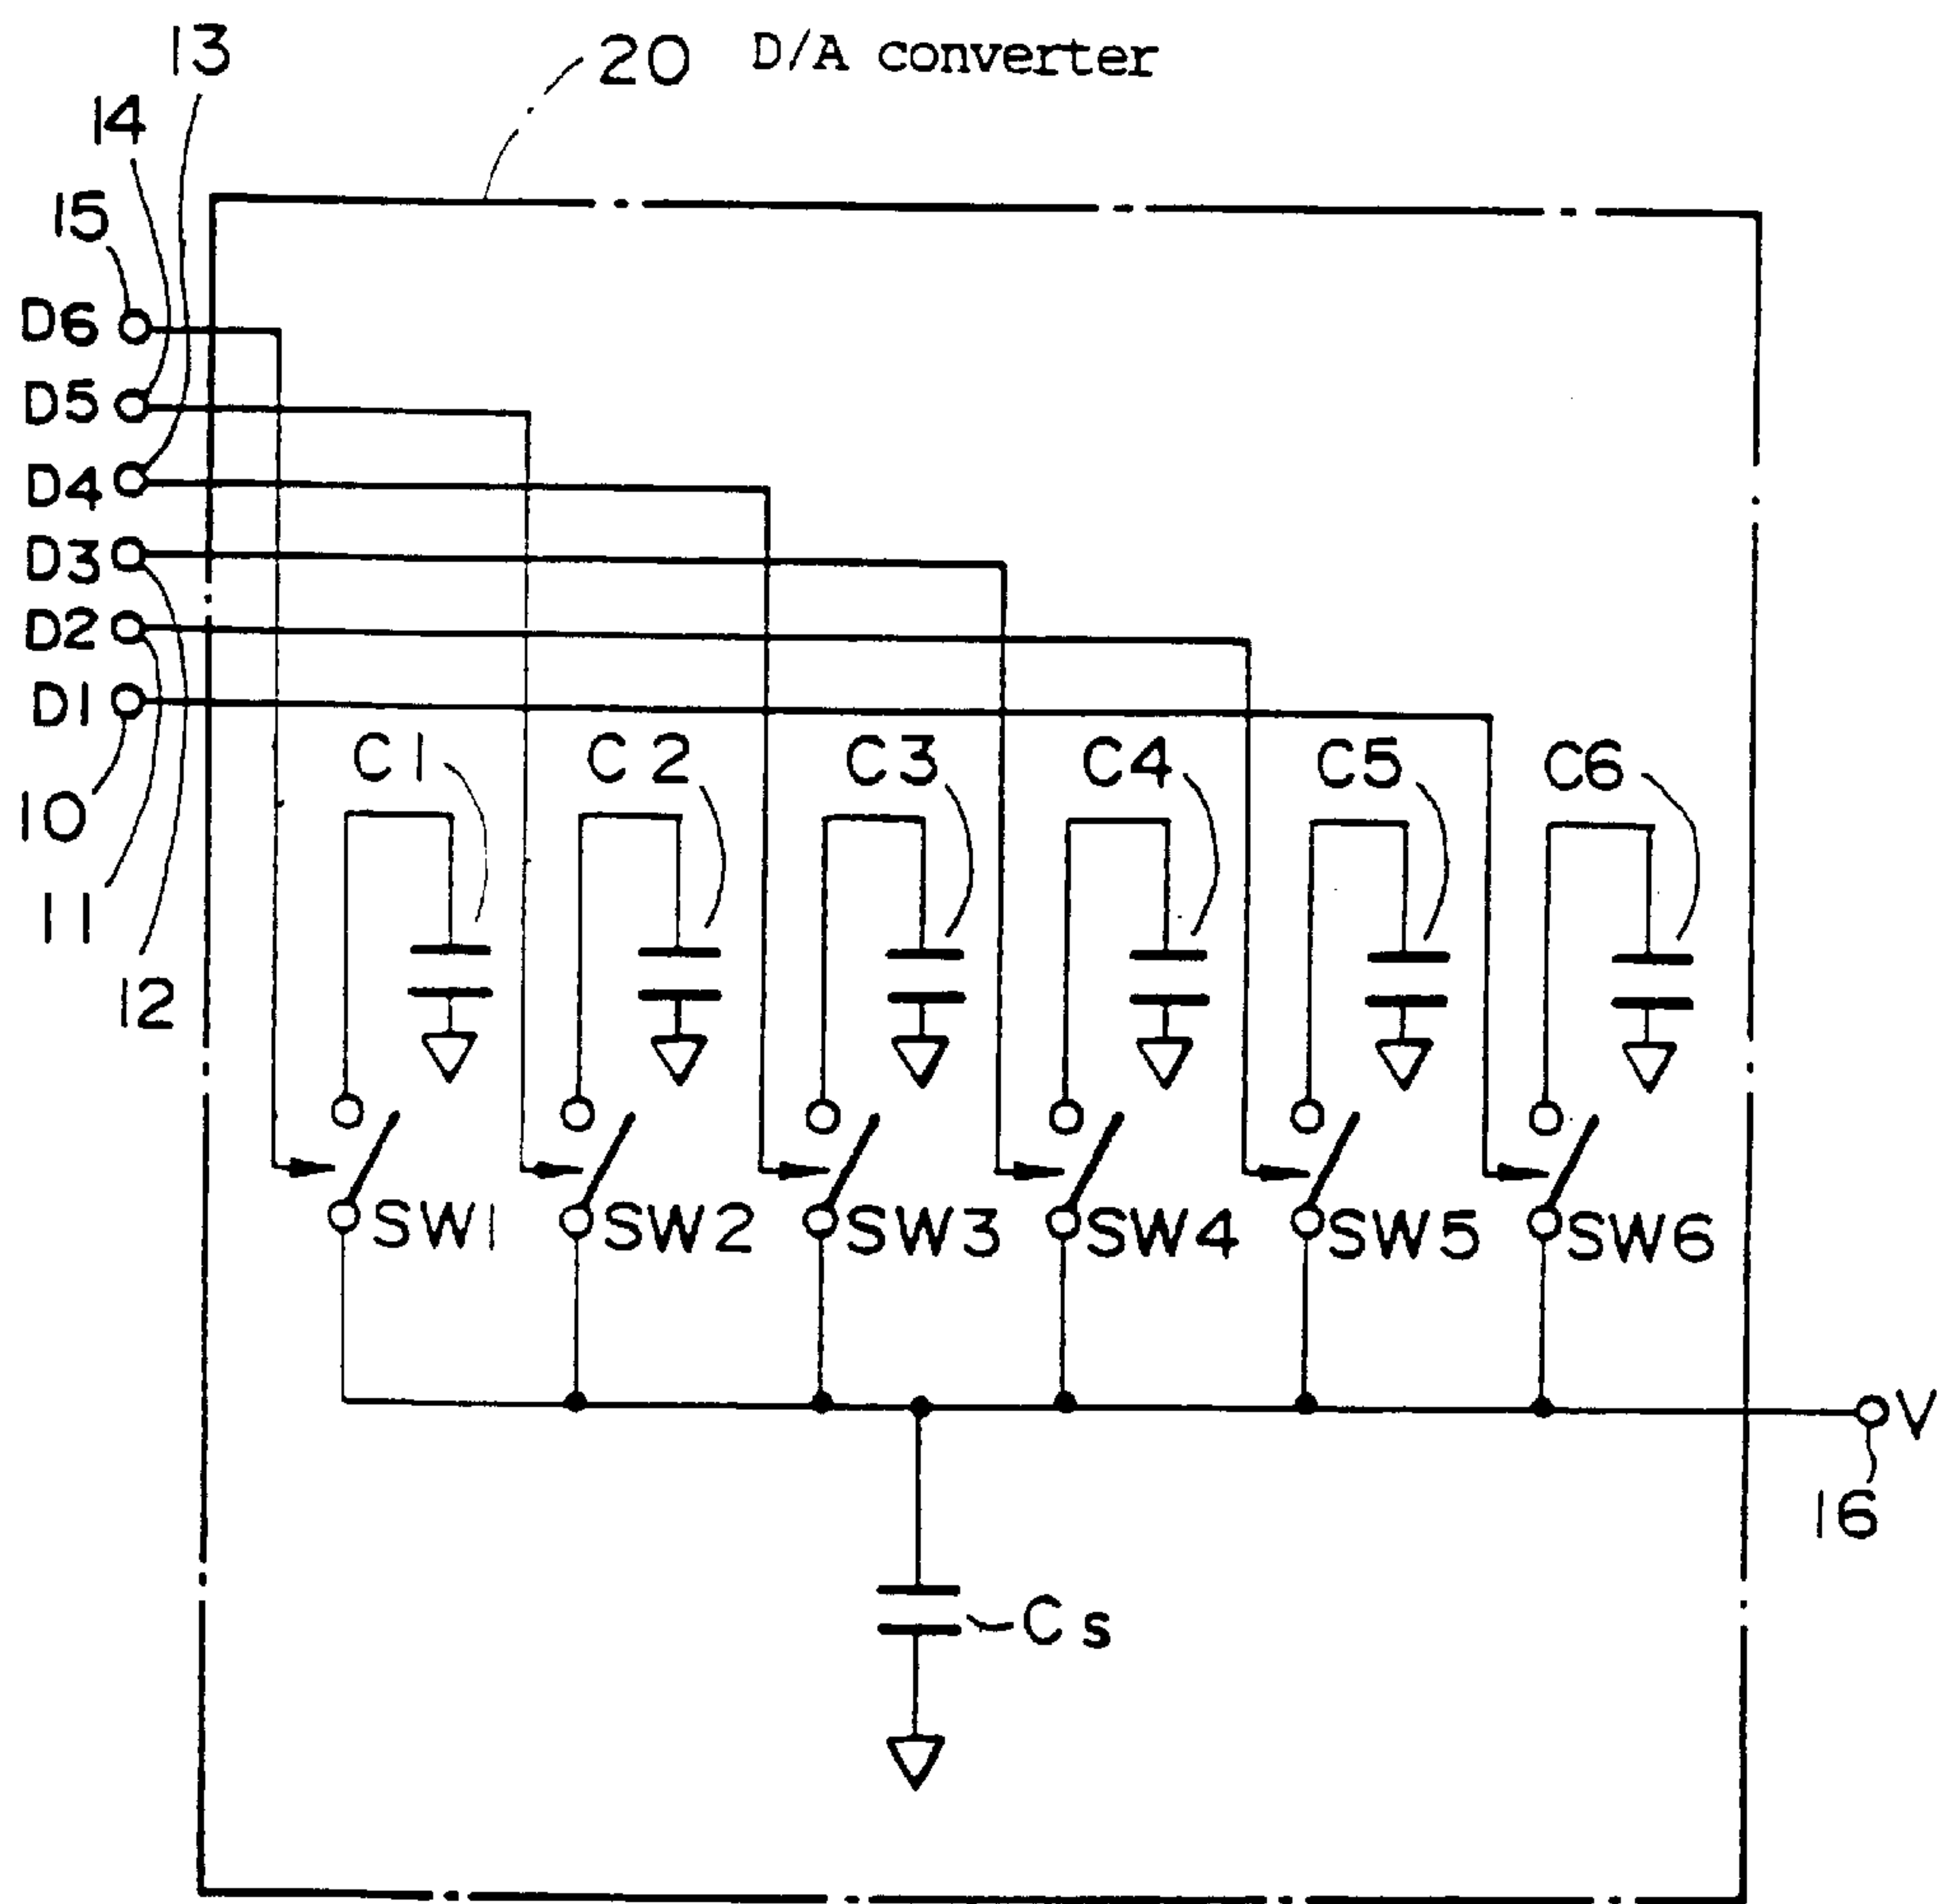 13
20 D/A converter
14
15
D6
D5
D4
D3
D2
D1
C1 C2 C3 C4 C5 C6
10
11
12
SW1 SW2 SW3 SW4 SW5 SW6
V
16
Cs